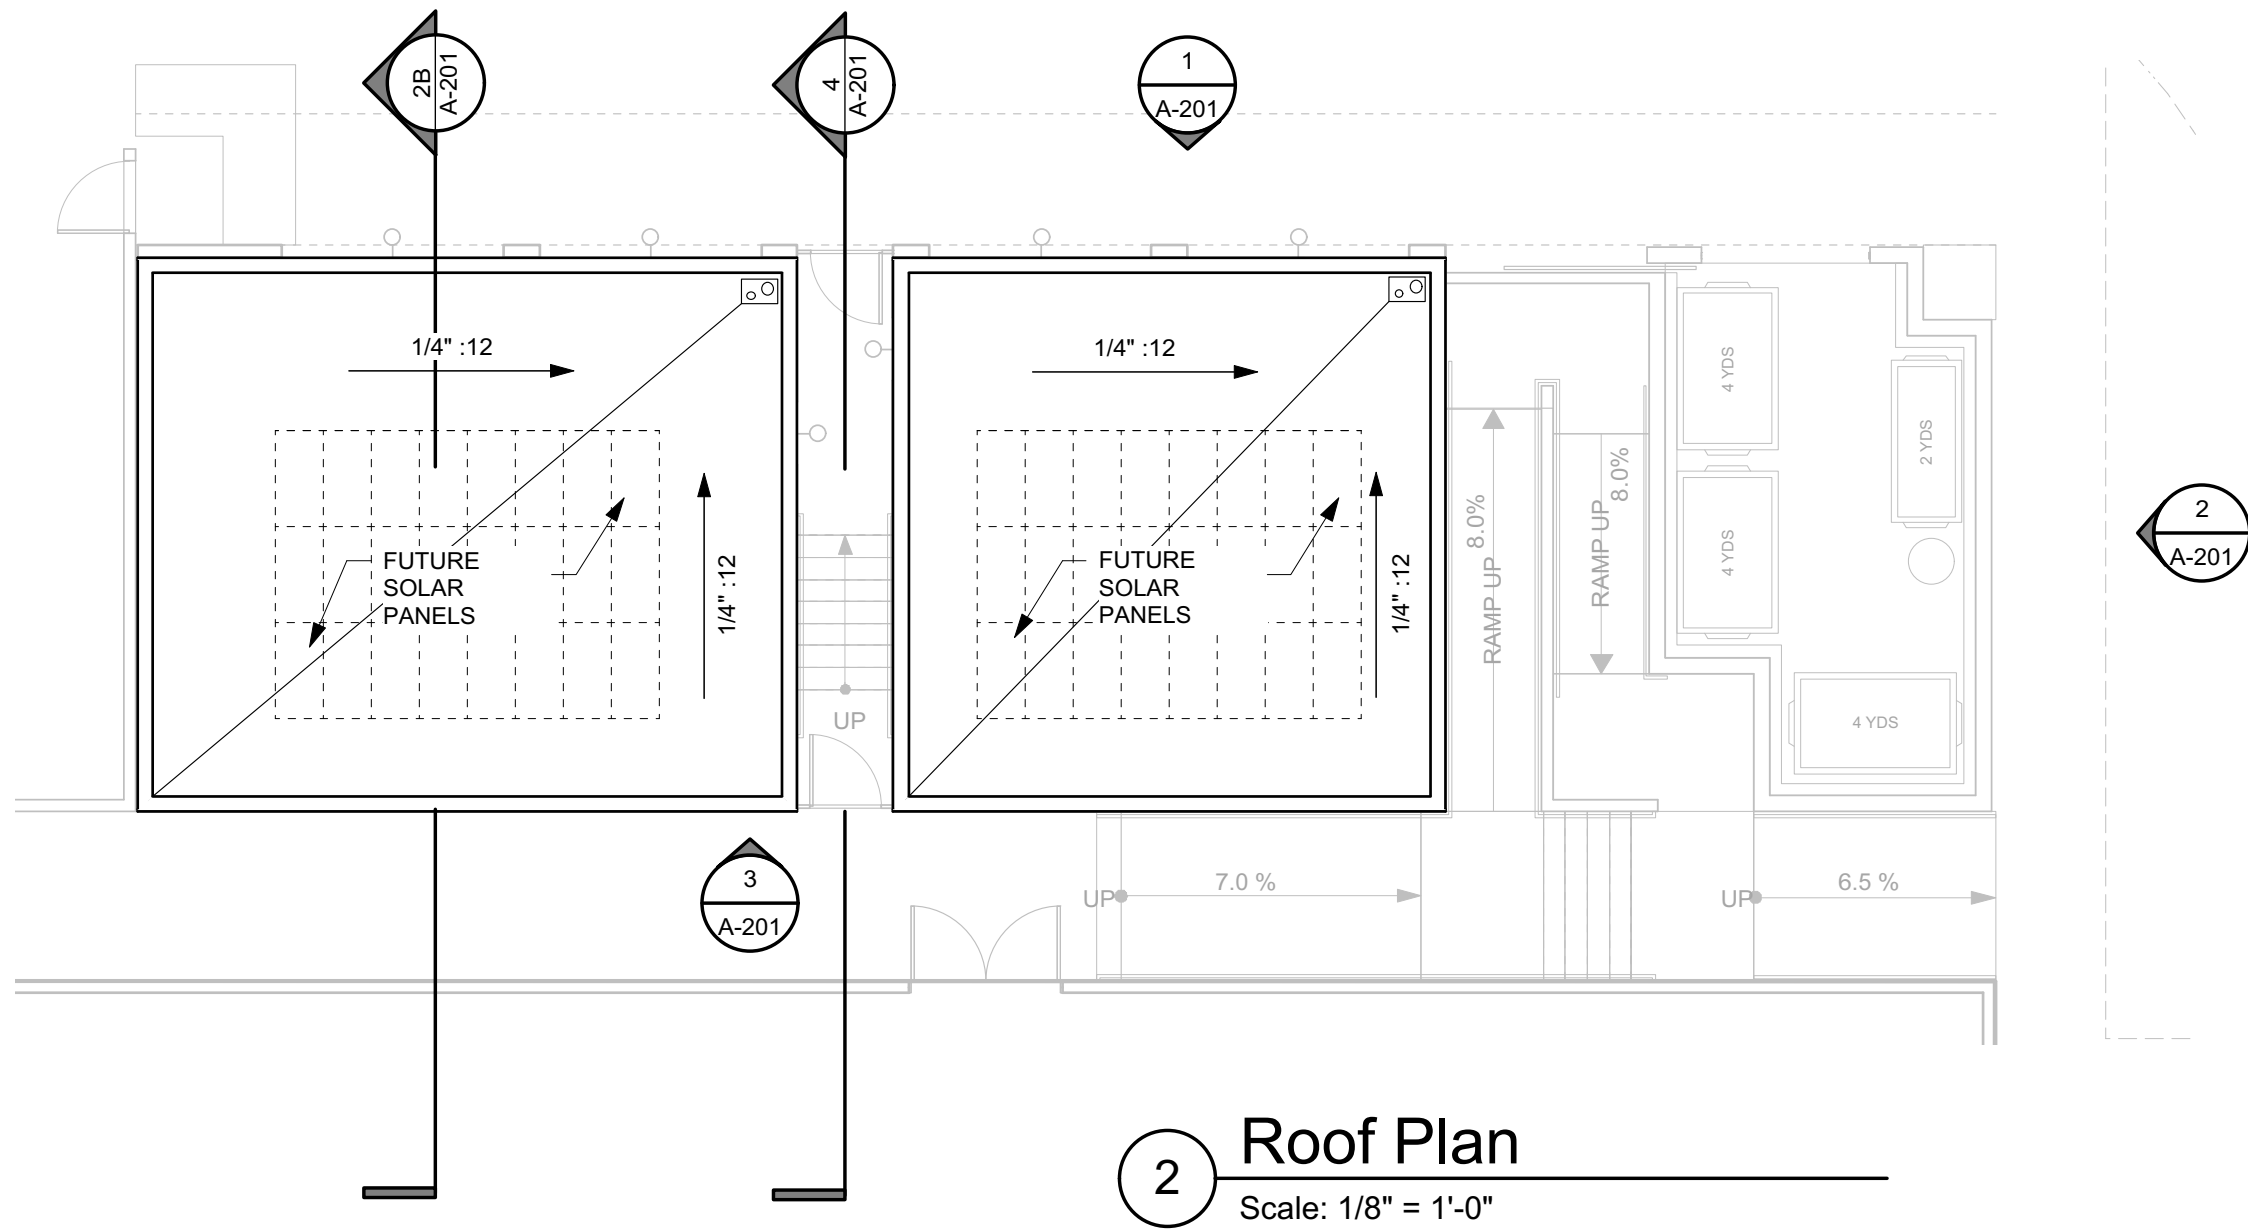 2B
A-201
4
A-201
1
A-201
1/4" :12
1/4" :12
4 YDS
2 YDS
8.0%
RAMP UP
RAMP UP
8.0%
2
A-201
FUTURE
SOLAR
PANELS
1/4" :12
FUTURE
SOLAR
PANELS
1/4" :12
4 YDS
UP
4 YDS
3
A-201
UP
7.0 %
UP
6.5 %
2
Roof Plan
Scale: 1/8" = 1'-0"